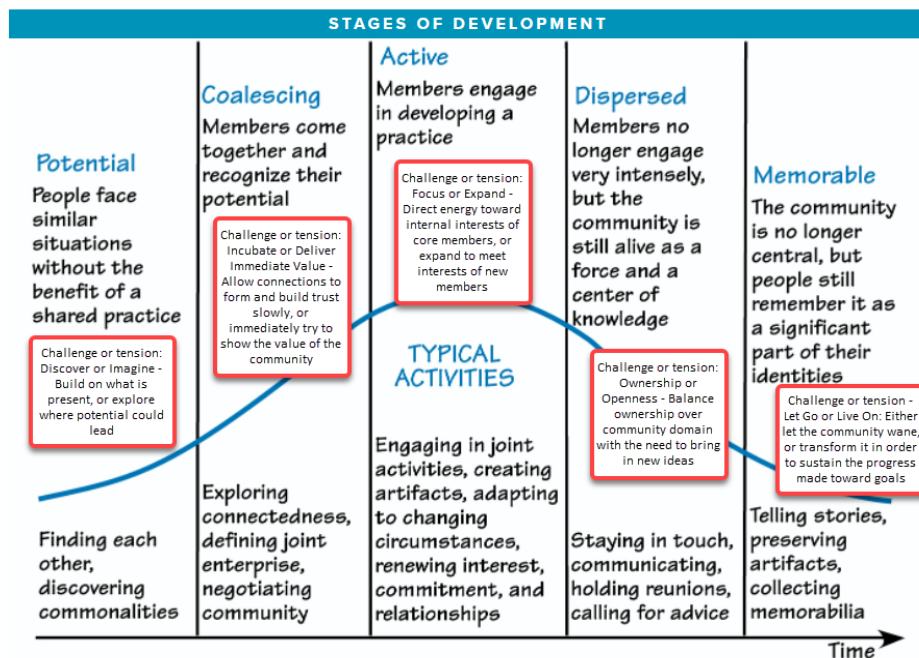 STAGES OF DEVELOPMENT
Potential
People face
similar
situations
without the
benefit of a
shared practice
Challenge or tension:
Discover or Imagine -
Build on what is
present, or explore
where potential could
lead
Finding each
other,
discovering
commonalities
Coalescing
Members come
together and
recognize their
potential
Challenge or tension:
Incubate or Deliver
Immediate Value -
Allow connections to
form and build trust
slowly, or
immediately try to
show the value of the
community
Exploring
connectedness,
defining joint
enterprise,
negotiating
community
Active
Members engage
in developing a
practice
Challenge or tension:
Focus or Expand -
Direct energy toward
internal interests of
core members, or
expand to meet
interests of new
members
TYPICAL
ACTIVITIES
Engaging in joint
activities, creating
artifacts, adapting
to changing
circumstances,
renewing interest,
commitment, and
relationships
Dispersed
Members no
longer engage
very intensely,
but the
community is
still alive as a
force and a
center of
knowledge
Challenge or tension:
Ownership or
Openness - Balance
ownership over
community domain
with the need to bring
in new ideas
Staying in touch,
communicating,
holding reunions,
calling for advice
Memorable
The community
is no longer
central, but
people still
remember it as
a significant
part of their
identities
Challenge or tension -
Let Go or Live On: Either
let the community wane,
or transform it in order
to sustain the progress
made toward goals
Telling stories,
preserving
artifacts,
collecting
memorabilia
Time